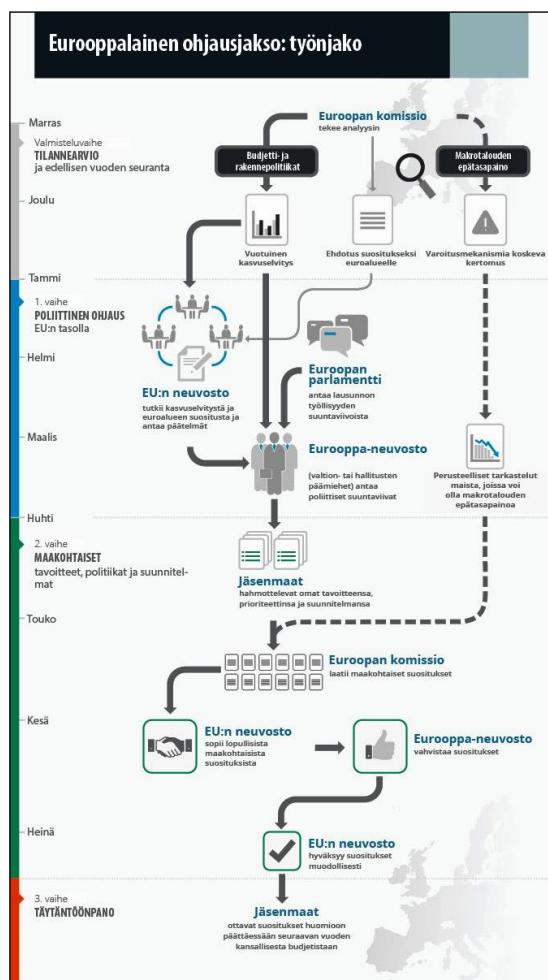 Eurooppalainen ohjausjakso: työnjako
Marras
Valmisteluvaihe
TILANNEARVIO
ja edellisen vuoden seuranta
Joulu
Tammi
1. vaihe
POLIITTINEN OHJAUS
EU:n tasolla
Helmi
Maalis
Huhti
2. vaihe
MAAKOHTAISET
tavoitteet, politiikat ja suunnitel-
mat
Touko
Kesä
Heinä
3. vaihe
TÄYTÄNTÖÖNPANO
Euroopan komissio
tekee analyysin
Budjetti- ja
rakennepolitiikat
Makrotalouden
epätasapaino
Vuotuinen
kasvuselvitys
Ehdotus suositukseksi
euroalueelle
Varoitusmekanismia koskeva
kertomus
EU:n neuvosto
tutkii kasvuselvitystä ja
euroalueen suositusta ja
antaa päätelmät
Euroopan
parlamentti
antaa lausunnon
työllisyyden
suuntaviivoista
Eurooppa-neuvosto
(valtion- tai hallitusten
päämiehet) antaa
poliittiset suuntaviivat
Perusteelliset tarkastelut
maista, joissa voi
olla makrotalouden
epätasapainoa
Jäsenmaat
hahmottelevat omat tavoitteensa,
prioriteettinsa ja suunnitelmansa
Euroopan komissio
laatii maakohtaiset suositukset
EU:n neuvosto
sopii lopullisista
maakohtaisista
suosituksista
Eurooppa-neuvosto
vahvistaa suositukset
EU:n neuvosto
hyväksyy suositukset
muodollisesti
Jäsenmaat
ottavat suositukset huomioon
päättäessään seuraavan vuoden
kansallisesta budjetistaan